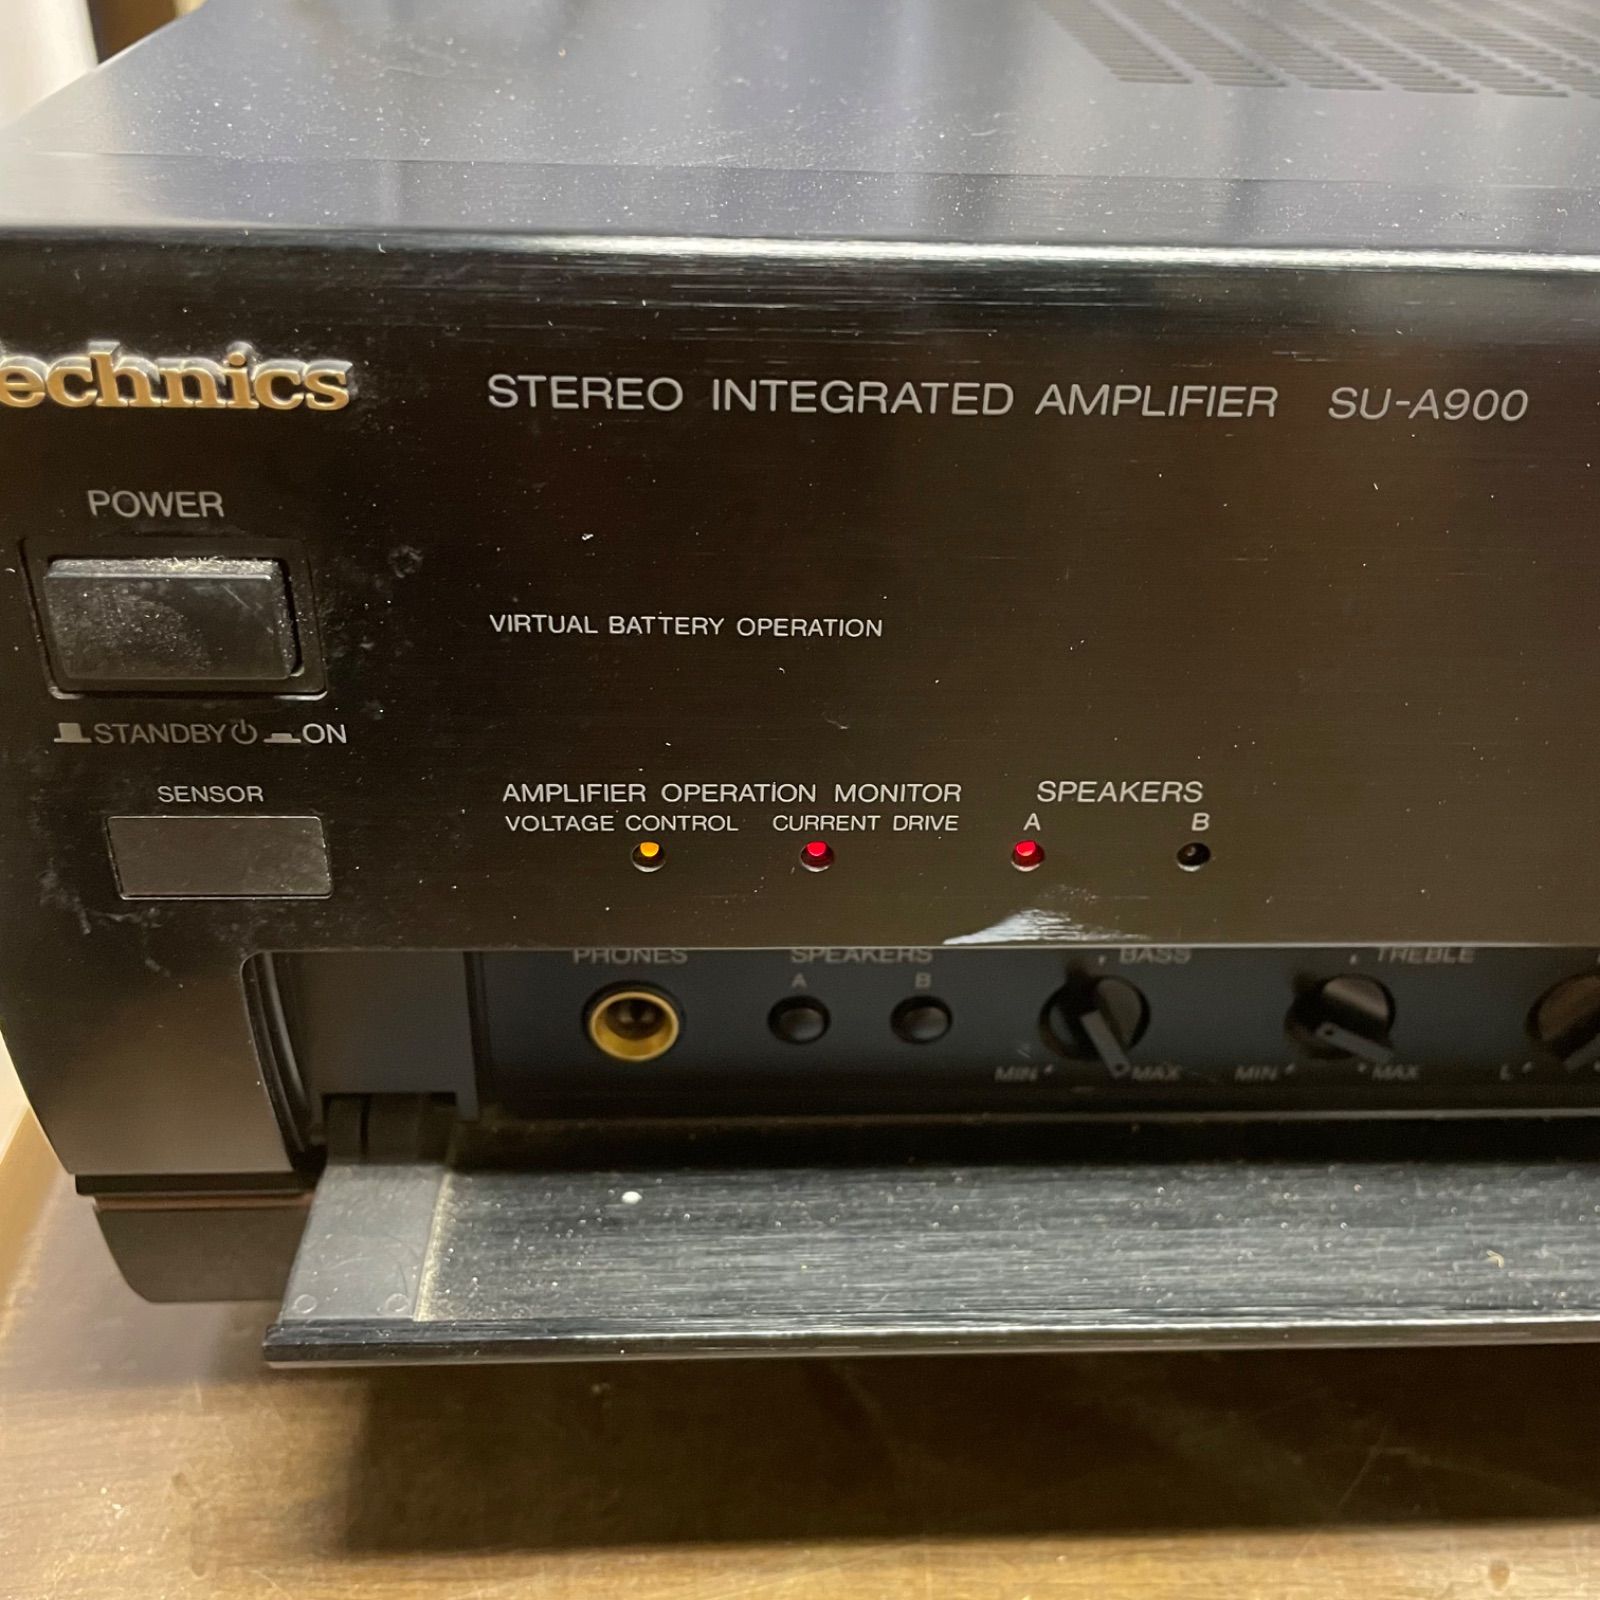 echnics
STEREO INTEGRATED AMPLIFIER SU-A900
POWER
VIRTUAL BATTERY OPERATION
STANDBY ON
SENSOR
AMPLIFIER OPERATION MONITOR SPEAKERS
VOLTAGE CONTROL CURRENT DRIVE A B
PHONES SPEAKERS BASS TREBLE
A B
MIN MAX MIN MAX L